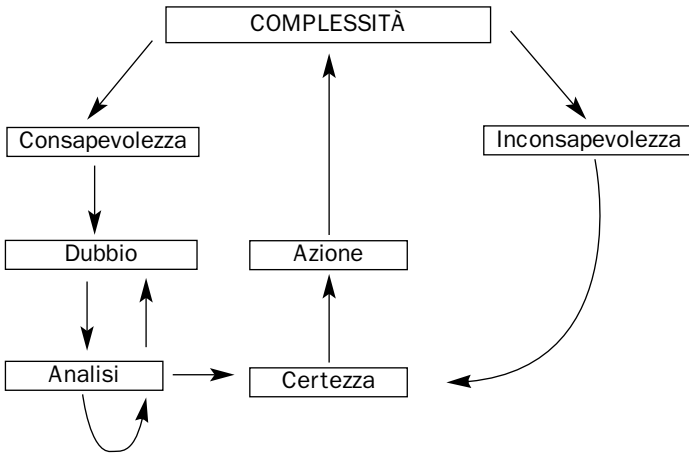 COMPLESSITÀ
Consapevolezza
Inconsapevolezza
Dubbio
Azione
Analisi
Certezza